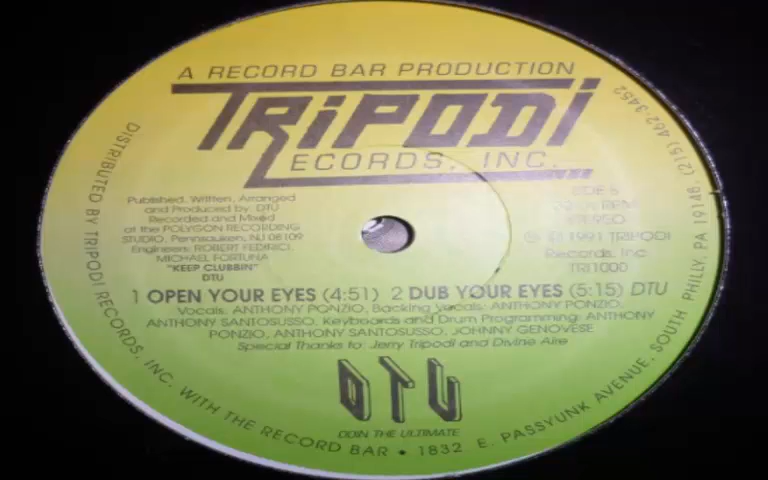 A RECORD BAR PRODUCTION
TRIPODI
RECORDS, INC.
Published, Written, Arranged
and Produced by: DTU
Recorded and Mixed
at the POLYGON RECORDING
STUDIO, Pennsauken, NJ 08109
Engineers: ROBERT FEDRICI,
MICHAEL FORTUNA
"KEEP CLUBBIN"
DTU
SIDE B
RPM
STEREO
1991 TRIPODI
Records, Inc.
TRI1000
1 OPEN YOUR EYES (4:51) 2 DUB YOUR EYES (5:15) DTU
Vocals: ANTHONY PONZIO, Backing Vocals: ANTHONY PONZIO,
ANTHONY SANTOSUSSO, Keyboards and Drum Programming: ANTHONY
PONZIO, ANTHONY SANTOSUSSO, JOHNNY GENOVESE
Special Thanks to: Jerry Tripodi and Divine Aire
DTU
DOIN THE ULTIMATE
DISTRIBUTED BY TRIPODI RECORDS, INC. WITH THE RECORD BAR • 1832 E. PASSYUNK AVENUE, SOUTH PHILLY, PA 19148, (215) 462-3452